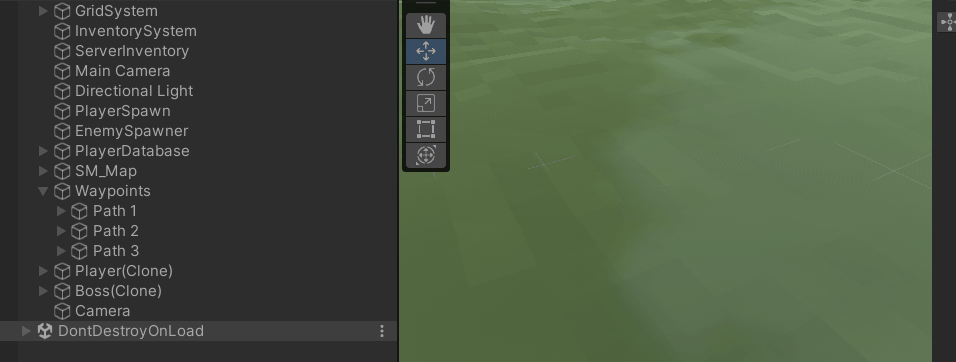 GridSystem
InventorySystem
ServerInventory
Main Camera
Directional Light
PlayerSpawn
EnemySpawner
PlayerDatabase
SM_Map
Waypoints
Path 1
Path 2
Path 3
Player(Clone)
Boss(Clone)
Camera
DontDestroyOnLoad